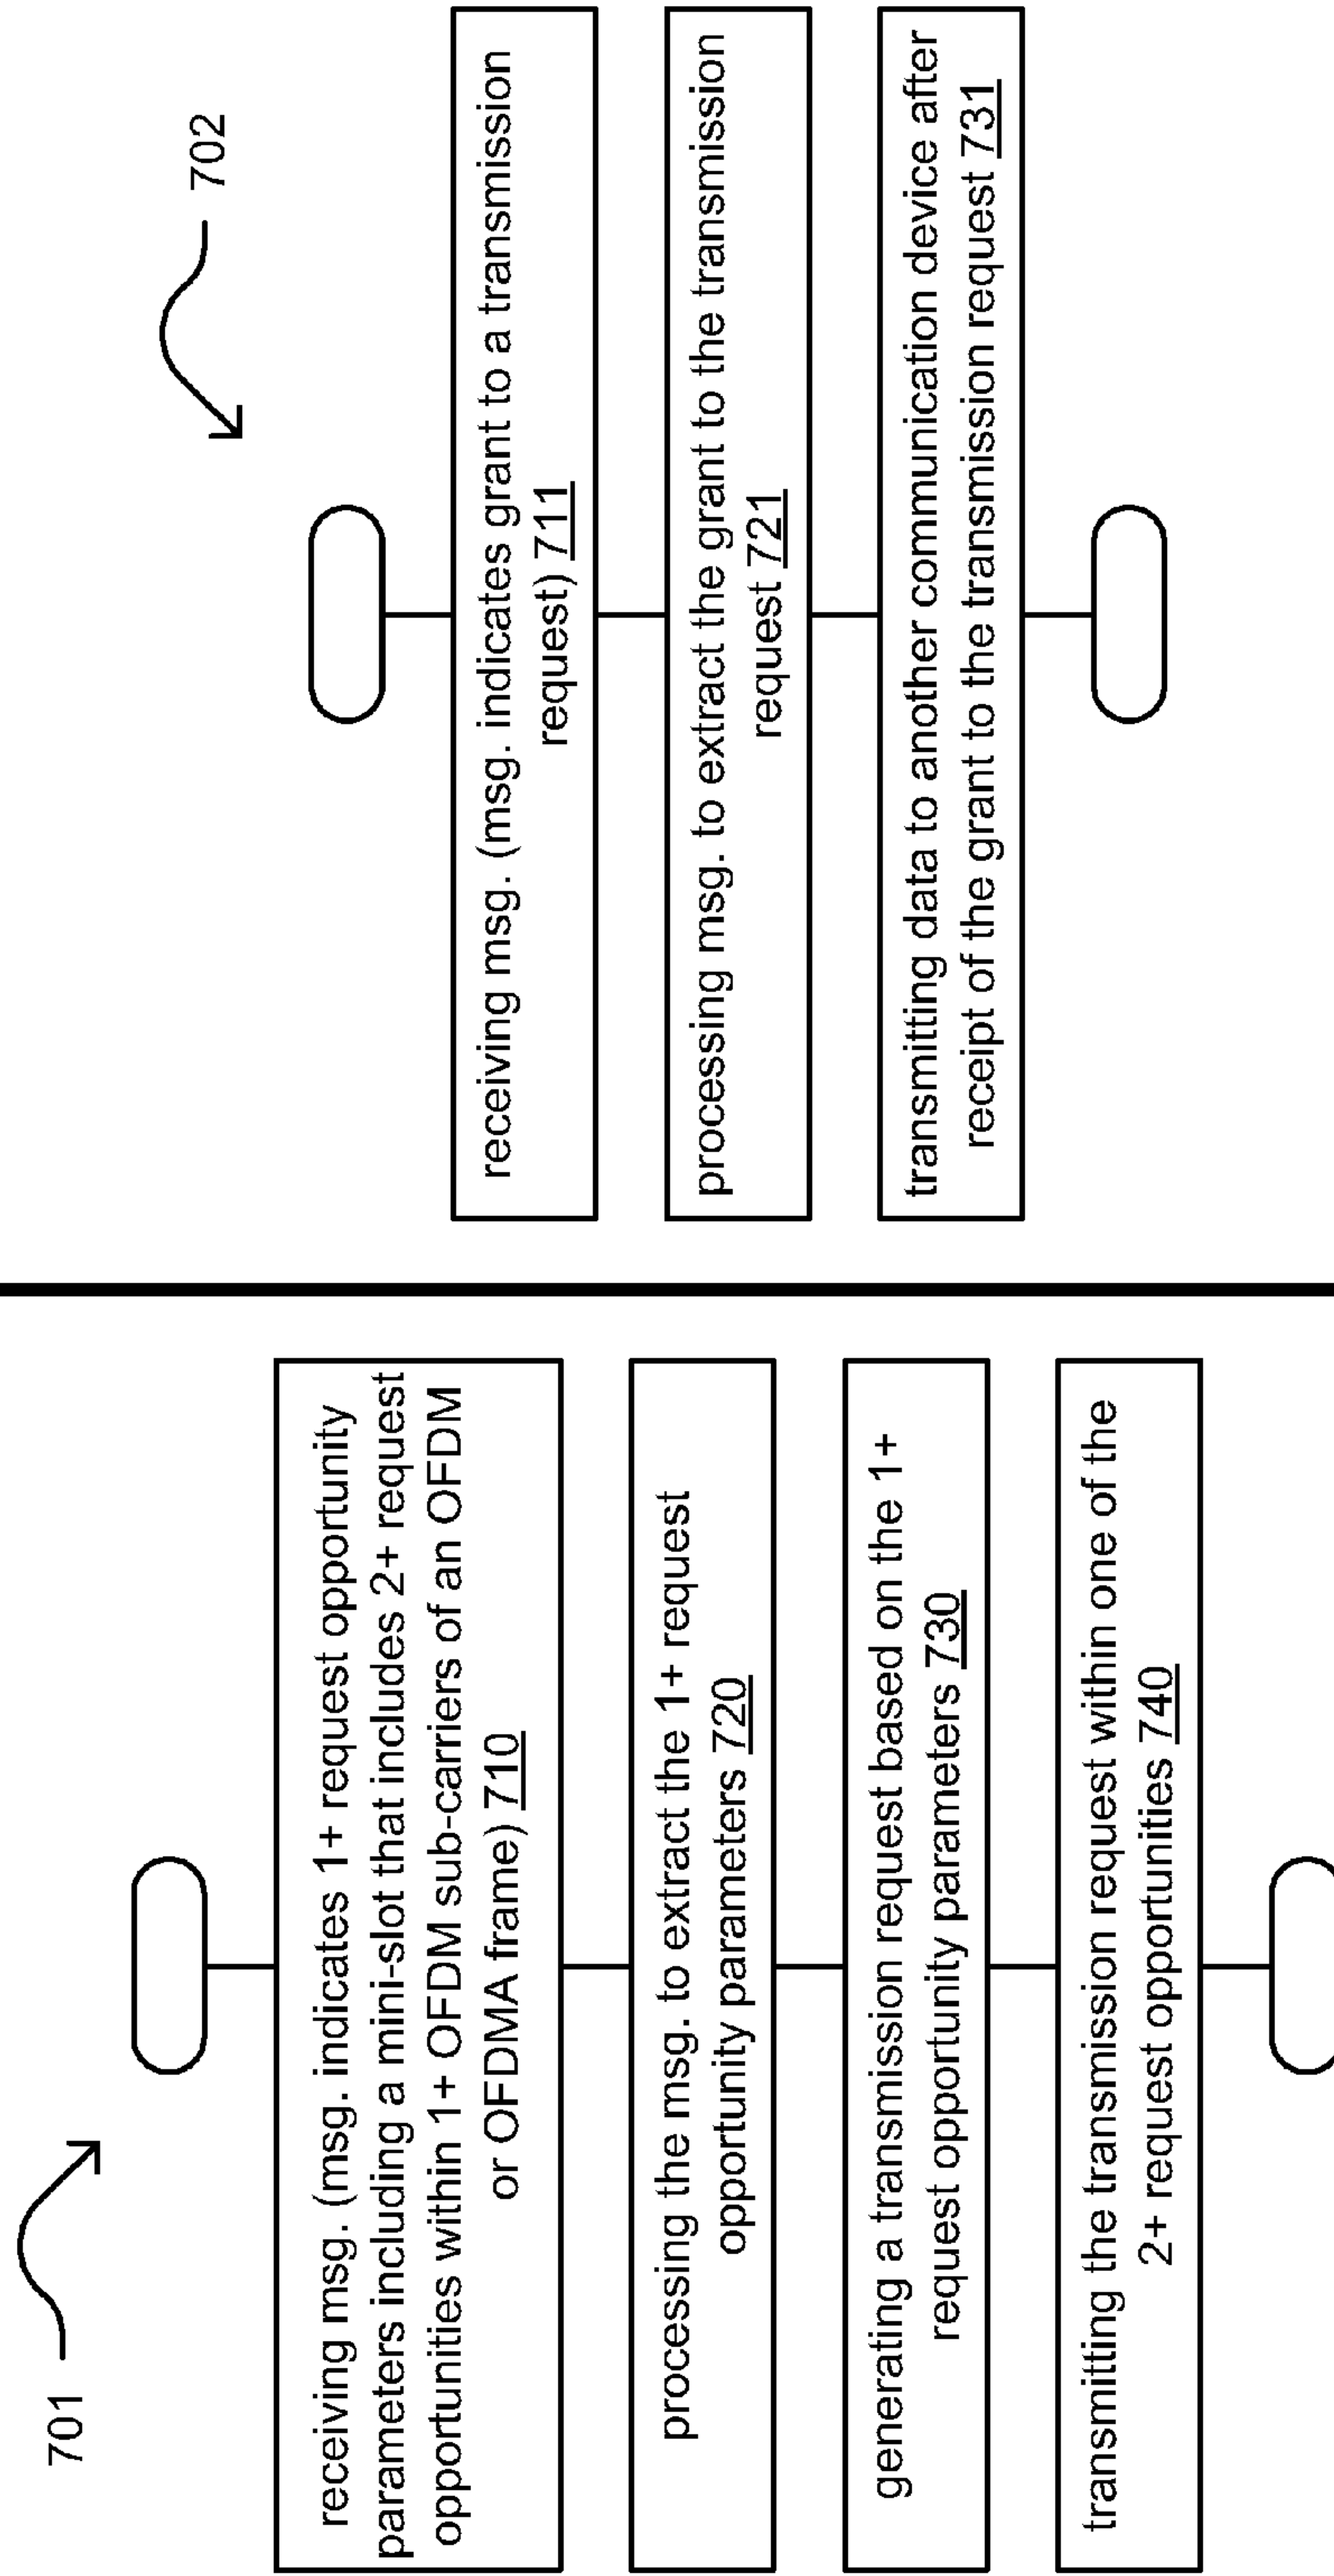 701
receiving msg. (msg. indicates 1+ request opportunity
parameters including a mini-slot that includes 2+ request
opportunities within 1+ OFDM sub-carriers of an OFDM
or OFDMA frame) 710
processing the msg. to extract the 1+ request
opportunity parameters 720
generating a transmission request based on the 1+
request opportunity parameters 730
transmitting the transmission request within one of the
2+ request opportunities 740
702
receiving msg. (msg. indicates grant to a transmission
request) 711
processing msg. to extract the grant to the transmission
request 721
transmitting data to another communication device after
receipt of the grant to the transmission request 731